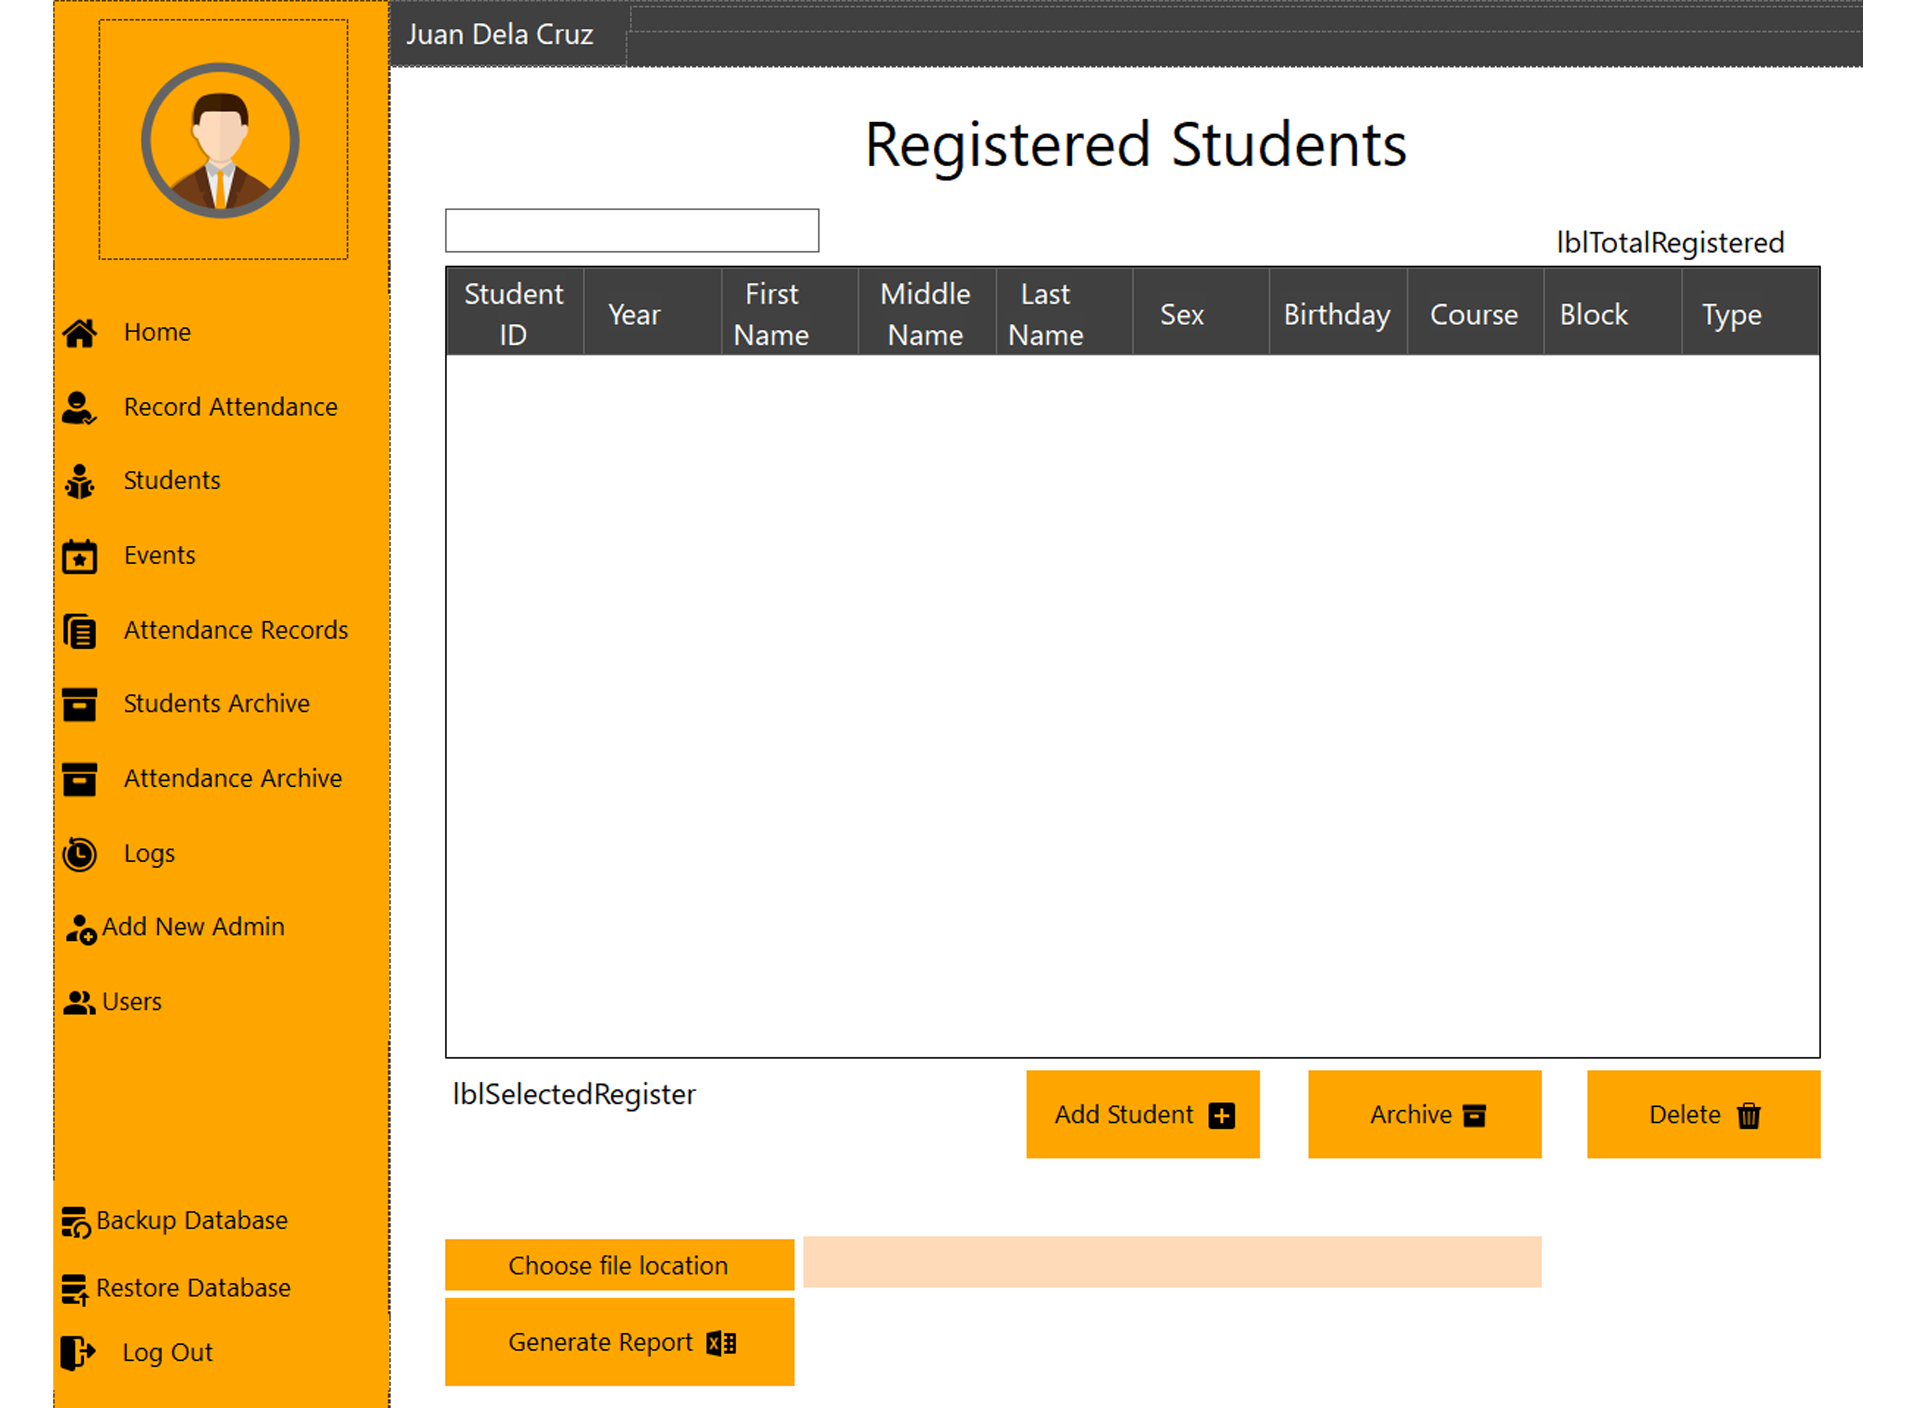 Juan Dela Cruz
Home
Record Attendance
Students
Events
Attendance Records
Students Archive
Attendance Archive
Logs
Add New Admin
Users
Backup Database
Restore Database
Log Out
Registered Students
lblTotalRegistered
Student ID
Year
First Name
Middle Name
Last Name
Sex
Birthday
Course
Block
Type
lblSelectedRegister
Add Student
Archive
Delete
Choose file location
Generate Report